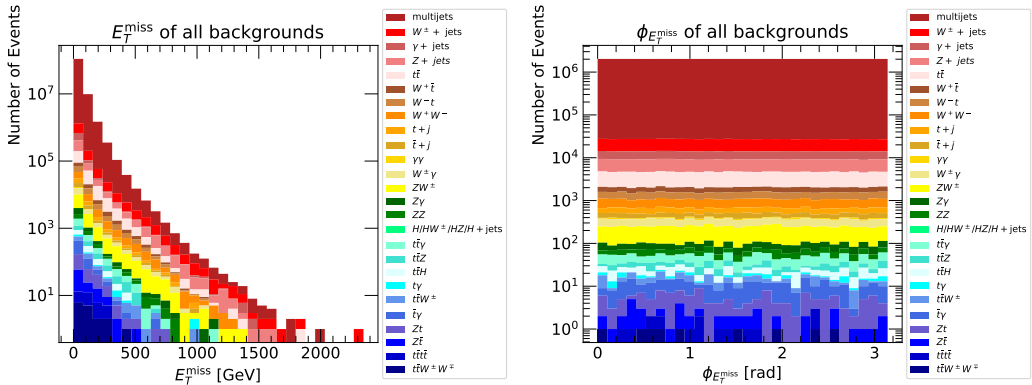 E_T^miss of all backgrounds
Number of Events
10^7
10^5
10^3
10^1
0
500
1000
1500
2000
E_T^miss [GeV]
multijets
W^± + jets
γ + jets
Z + jets
tt̄
W^+t̄
W^-t
W^+W^-
t + j
t̄ + j
γγ
W^±γ
ZW^±
Zγ
ZZ
H/HW^±/HZ/H + jets
tt̄γ
tt̄Z
tt̄H
tγ
tt̄W^±
t̄γ
Zt
Zt̄
tt̄tt̄
tt̄W^±W^∓
ϕ_{E_T^miss} of all backgrounds
Number of Events
10^6
10^5
10^4
10^3
10^2
10^1
10^0
0
1
2
3
ϕ_{E_T^miss} [rad]
multijets
W^± + jets
γ + jets
Z + jets
tt̄
W^+t̄
W^-t
W^+W^-
t + j
t̄ + j
γγ
W^±γ
ZW^±
Zγ
ZZ
H/HW^±/HZ/H + jets
tt̄γ
tt̄Z
tt̄H
tγ
tt̄W^±
t̄γ
Zt
Zt̄
tt̄tt̄
tt̄W^±W^∓